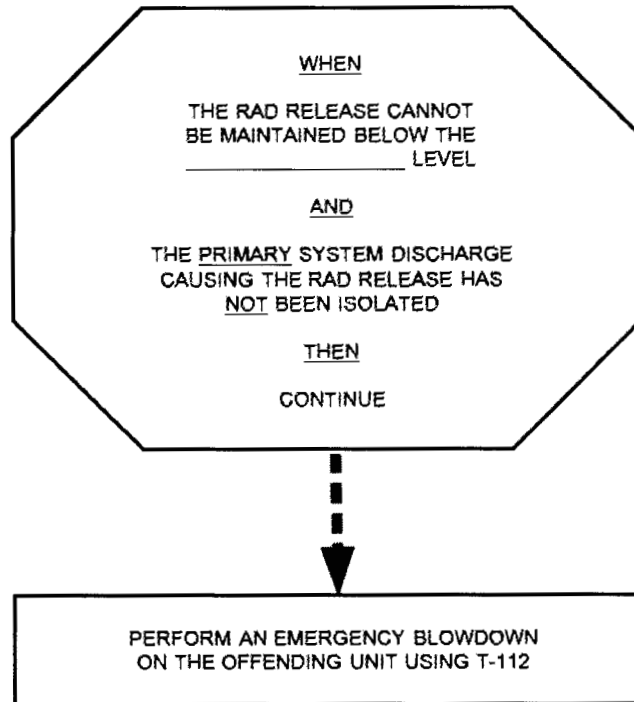 WHEN
THE RAD RELEASE CANNOT
BE MAINTAINED BELOW THE
____________________ LEVEL
AND
THE PRIMARY SYSTEM DISCHARGE
CAUSING THE RAD RELEASE HAS
NOT BEEN ISOLATED
THEN
CONTINUE
PERFORM AN EMERGENCY BLOWDOWN
ON THE OFFENDING UNIT USING T-112